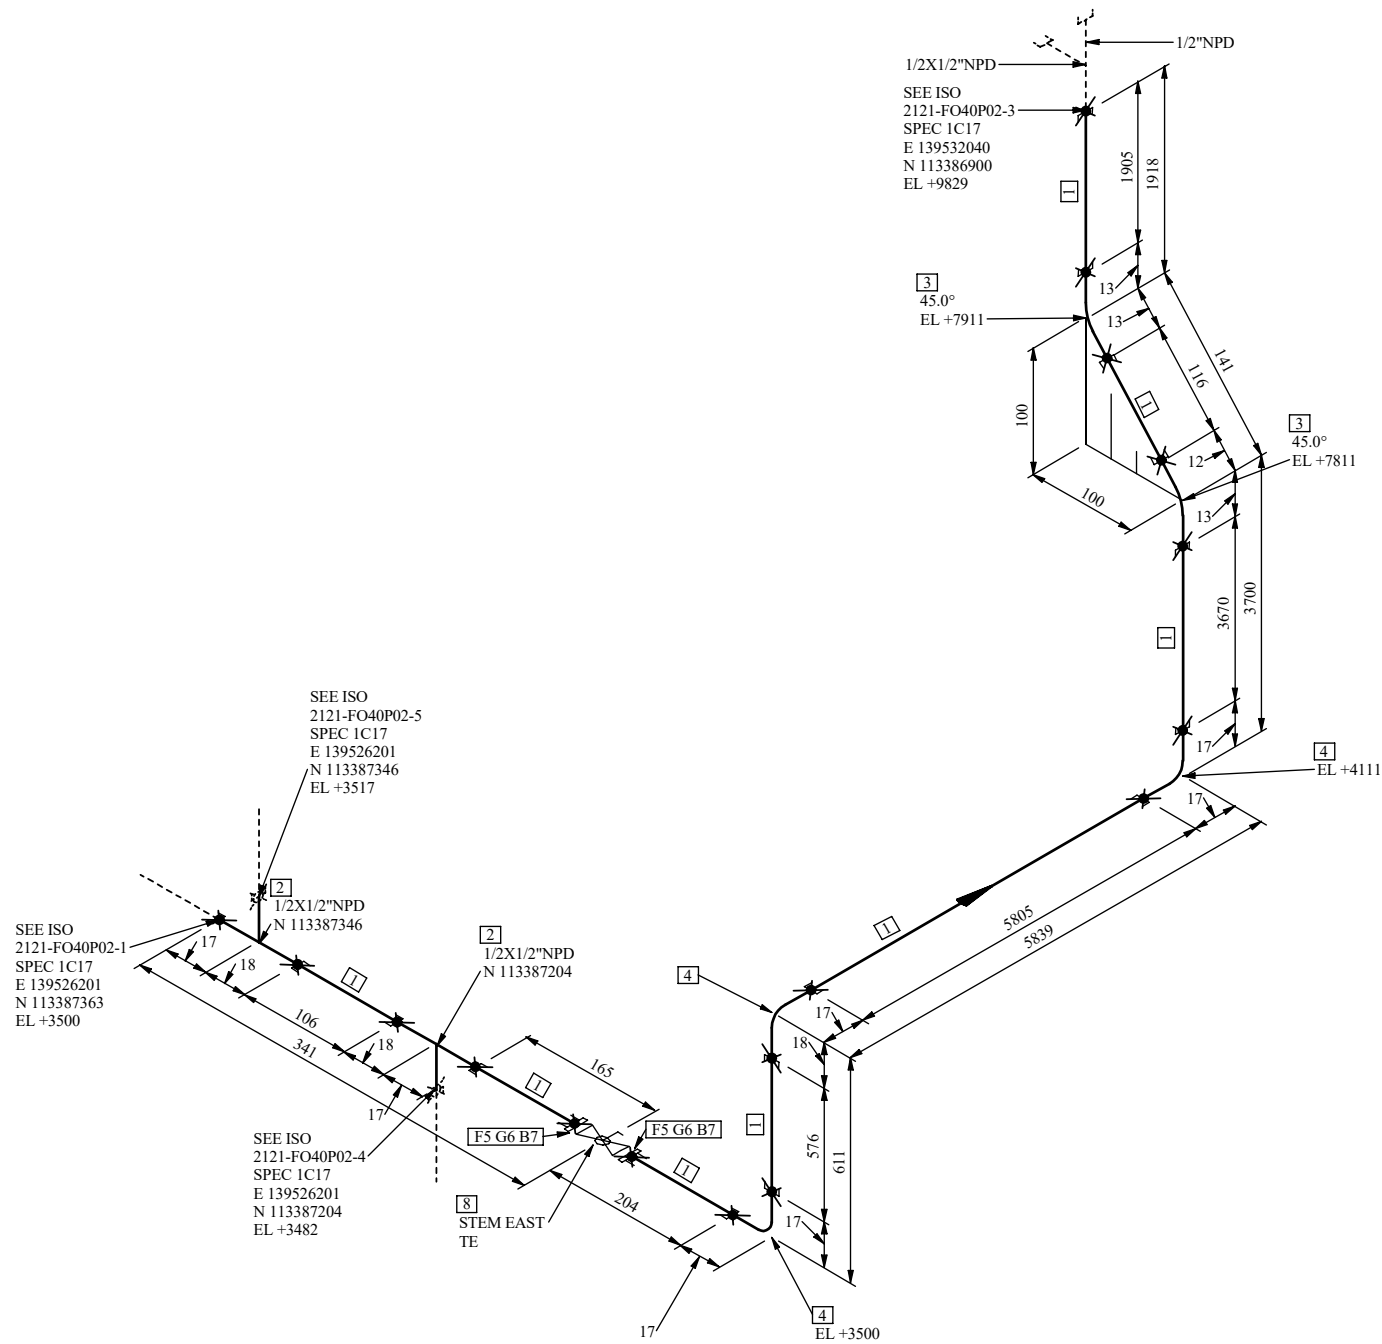 1/2"NPD
1/2X1/2"NPD
SEE ISO
2121-FO40P02-3
SPEC 1C17
E 139532040
N 113386900
EL +9829
1905
1918
1
3
45.0°
EL +7911
13
13
141
116
1
100
100
12
3
45.0°
EL +7811
13
3670
3700
1
17
4
EL +4111
17
SEE ISO
2121-FO40P02-5
SPEC 1C17
E 139526201
N 113387346
EL +3517
2
1/2X1/2"NPD
N 113387346
SEE ISO
2121-FO40P02-1
SPEC 1C17
E 139526201
N 113387363
EL +3500
17
18
1
106
341
18
17
2
1/2X1/2"NPD
N 113387204
1
5805
5839
4
17
18
165
1
F5 G6 B7
F5 G6 B7
1
576
611
1
SEE ISO
2121-FO40P02-4
SPEC 1C17
E 139526201
N 113387204
EL +3482
8
STEM EAST
TE
204
17
17
4
EL +3500